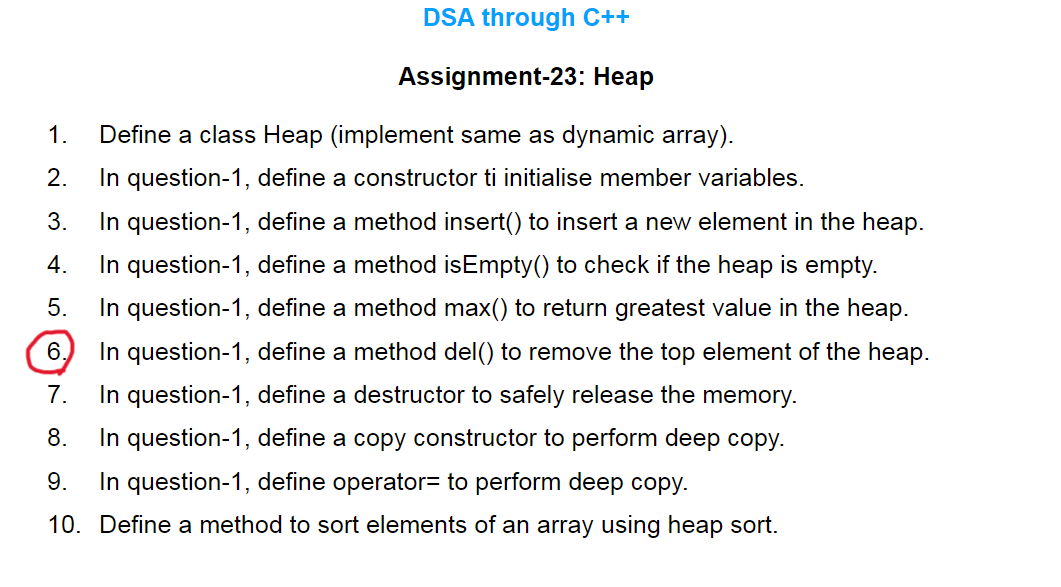 DSA through C++
Assignment-23: Heap
1. Define a class Heap (implement same as dynamic array).
2. In question-1, define a constructor ti initialise member variables.
3. In question-1, define a method insert() to insert a new element in the heap.
4. In question-1, define a method isEmpty() to check if the heap is empty.
5. In question-1, define a method max() to return greatest value in the heap.
6. In question-1, define a method del() to remove the top element of the heap.
7. In question-1, define a destructor to safely release the memory.
8. In question-1, define a copy constructor to perform deep copy.
9. In question-1, define operator= to perform deep copy.
10. Define a method to sort elements of an array using heap sort.